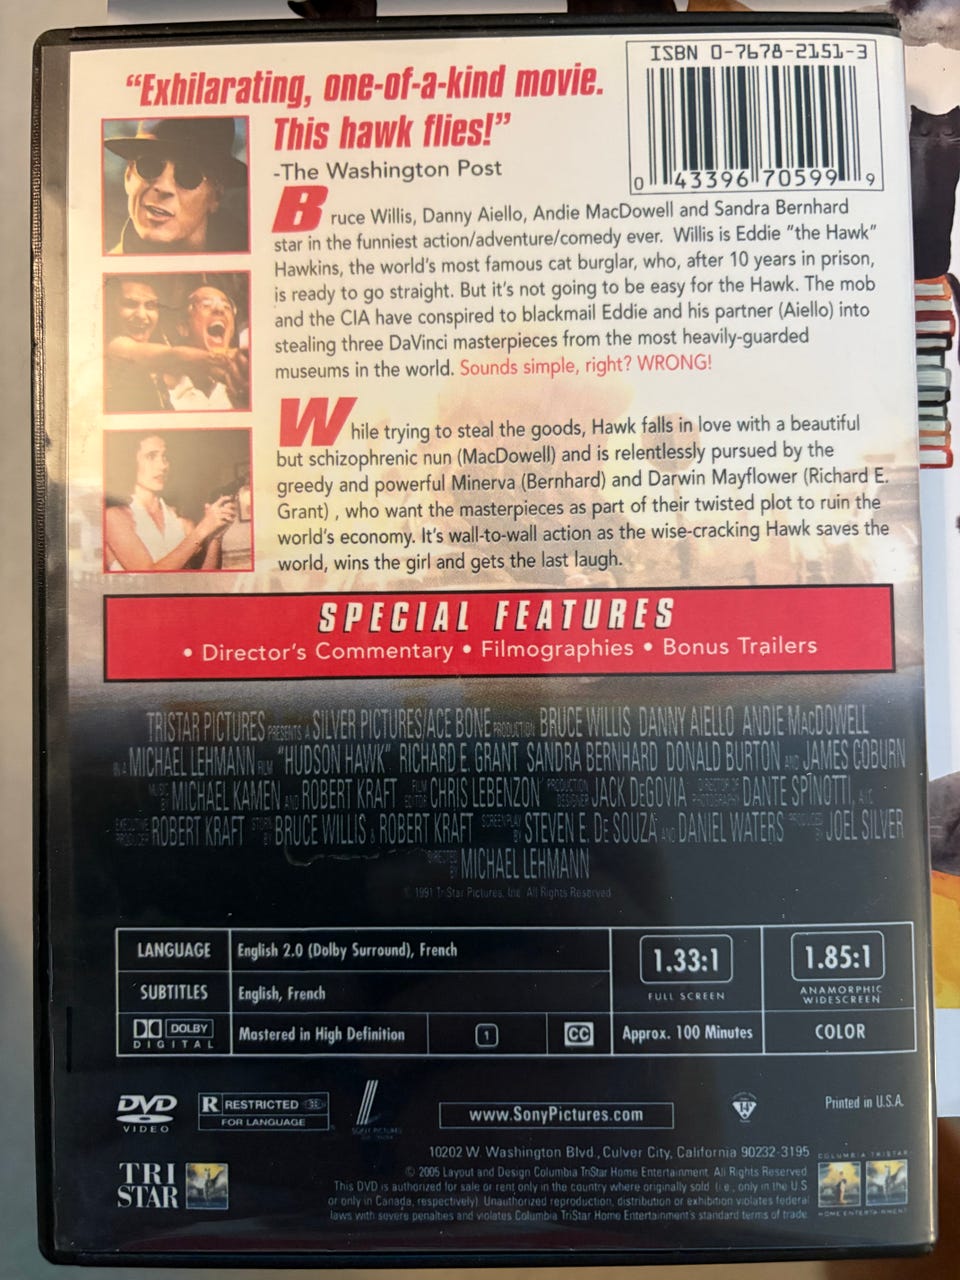 ISBN 0-7678-2151-3
"Exhilarating, one-of-a-kind movie.
This hawk flies!"
-The Washington Post
0 43396 70599 9
Bruce Willis, Danny Aiello, Andie MacDowell and Sandra Bernhard
star in the funniest action/adventure/comedy ever. Willis is Eddie "the Hawk"
Hawkins, the world's most famous cat burglar, who, after 10 years in prison,
is ready to go straight. But it's not going to be easy for the Hawk. The mob
and the CIA have conspired to blackmail Eddie and his partner (Aiello) into
stealing three DaVinci masterpieces from the most heavily-guarded
museums in the world. Sounds simple, right? WRONG!
While trying to steal the goods, Hawk falls in love with a beautiful
but schizophrenic nun (MacDowell) and is relentlessly pursued by the
greedy and powerful Minerva (Bernhard) and Darwin Mayflower (Richard E.
Grant) , who want the masterpieces as part of their twisted plot to ruin the
world's economy. It's wall-to-wall action as the wise-cracking Hawk saves the
world, wins the girl and gets the last laugh.
SPECIAL FEATURES
• Director's Commentary • Filmographies • Bonus Trailers
TRISTAR PICTURES PRESENTS A SILVER PICTURES/ACE BONE PRODUCTION BRUCE WILLIS DANNY AIELLO ANDIE MACDOWELL
IN A MICHAEL LEHMANN FILM "HUDSON HAWK" RICHARD E. GRANT SANDRA BERNHARD DONALD BURTON AND JAMES COBURN
MUSIC BY MICHAEL KAMEN AND ROBERT KRAFT FILM EDITOR CHRIS LEBENZON PRODUCTION DESIGNER JACK DEGOVIA DIRECTOR OF PHOTOGRAPHY DANTE SPINOTTI, A.I.C.
EXECUTIVE PRODUCER ROBERT KRAFT STORY BY BRUCE WILLIS & ROBERT KRAFT SCREENPLAY BY STEVEN E. DE SOUZA AND DANIEL WATERS PRODUCED BY JOEL SILVER
DIRECTED BY MICHAEL LEHMANN
© 1991 TriStar Pictures, Inc. All Rights Reserved.
LANGUAGE English 2.0 (Dolby Surround), French
1.33:1 1.85:1
SUBTITLES English, French
FULL SCREEN ANAMORPHIC WIDESCREEN
DOLBY DIGITAL Mastered in High Definition 1 CC Approx. 100 Minutes COLOR
DVD VIDEO
R RESTRICTED
FOR LANGUAGE
SONY PICTURES
www.SonyPictures.com
14
Printed in U.S.A.
10202 W. Washington Blvd., Culver City, California 90232-3195
© 2005 Layout and Design Columbia TriStar Home Entertainment. All Rights Reserved.
This DVD is authorized for sale or rent only in the country where originally sold (i.e., only in the U.S.
or only in Canada, respectively). Unauthorized reproduction, distribution or exhibition violates federal
laws with severe penalties and violates Columbia TriStar Home Entertainment's standard terms of trade.
TRI
STAR
COLUMBIA TRISTAR
HOME ENTERTAINMENT